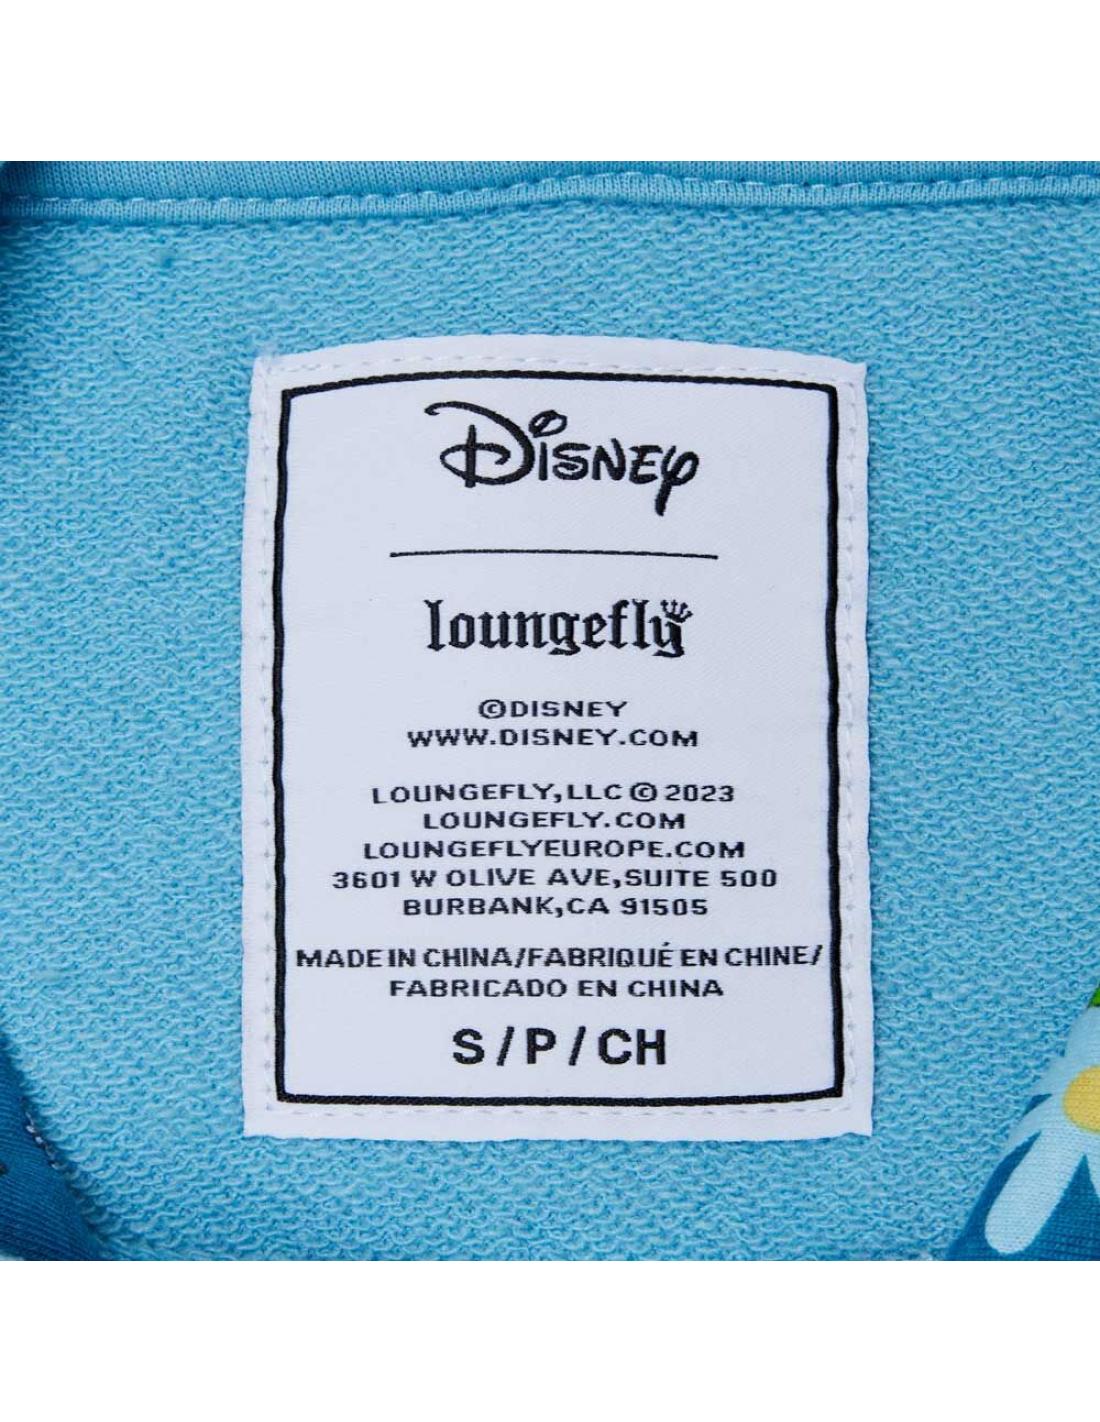 Disney
loungefly
©DISNEY
WWW.DISNEY.COM
LOUNGEFLY,LLC © 2023
LOUNGEFLY.COM
LOUNGEFLYEUROPE.COM
3601 W OLIVE AVE,SUITE 500
BURBANK,CA 91505
MADE IN CHINA/FABRIQUÉ EN CHINE/
FABRICADO EN CHINA
S/P/CH